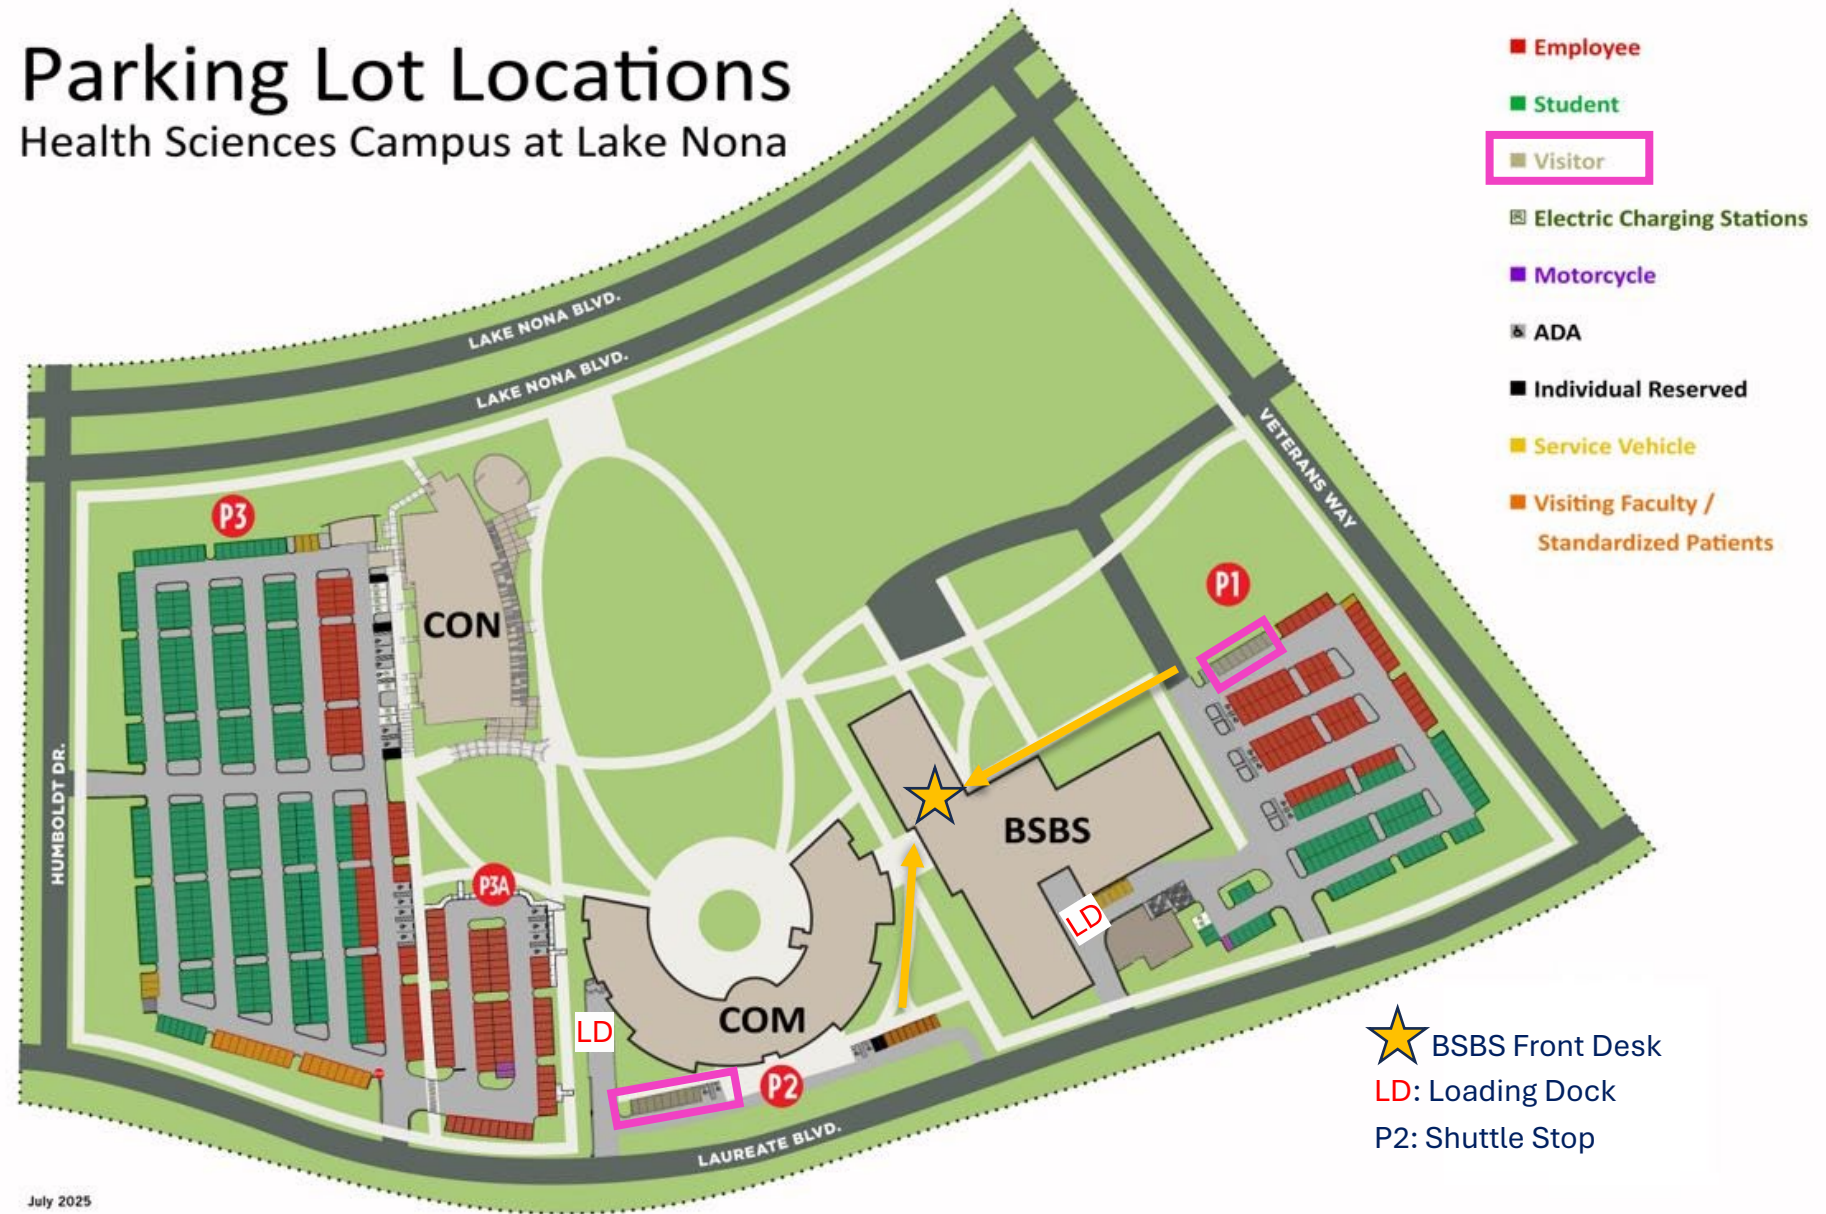 Parking Lot Locations
Health Sciences Campus at Lake Nona
Employee
Student
Visitor
Electric Charging Stations
Motorcycle
ADA
Individual Reserved
Service Vehicle
Visiting Faculty /
Standardized Patients
LAKE NONA BLVD.
LAKE NONA BLVD.
VETERANS WAY
HUMBOLDT DR.
LAUREATE BLVD.
P3
CON
P1
BSBS
P3A
LD
COM
LD
P2
BSBS Front Desk
LD: Loading Dock
P2: Shuttle Stop
July 2025